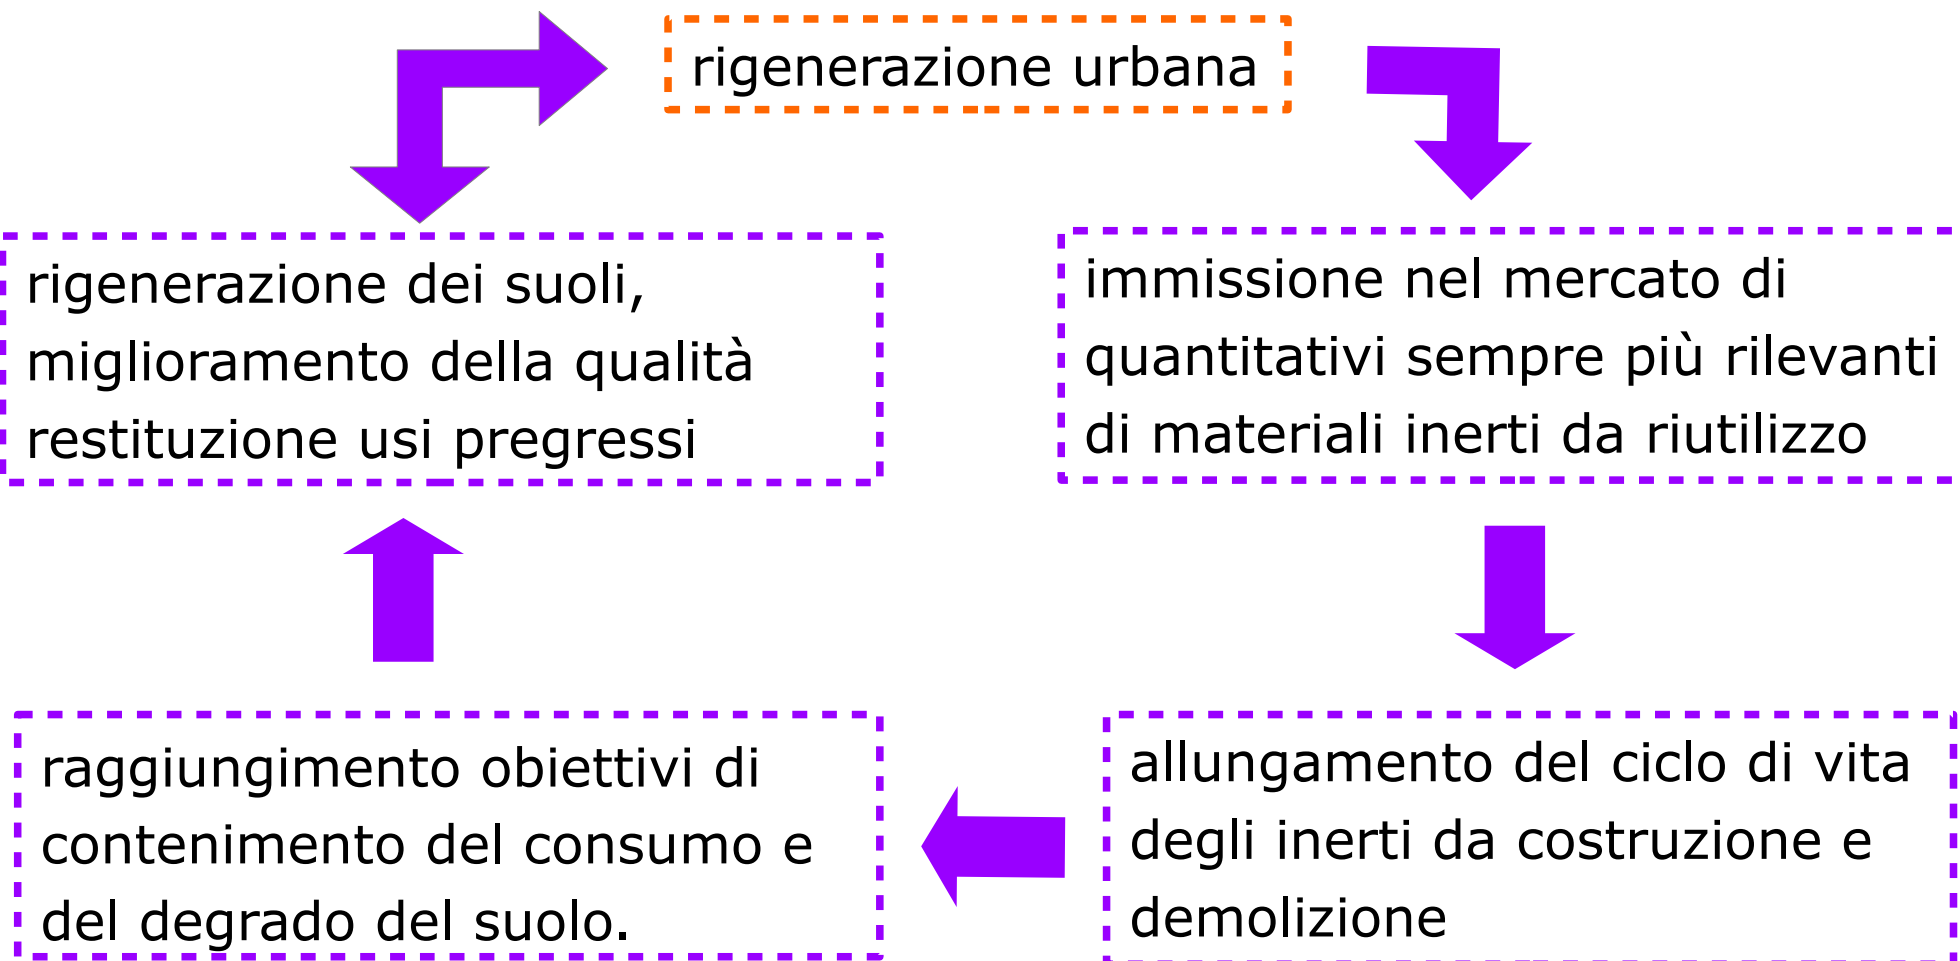 rigenerazione urbana
rigenerazione dei suoli,
miglioramento della qualità
restituzione usi pregressi
immissione nel mercato di
quantitativi sempre più rilevanti
di materiali inerti da riutilizzo
raggiungimento obiettivi di
contenimento del consumo e
del degrado del suolo.
allungamento del ciclo di vita
degli inerti da costruzione e
demolizione